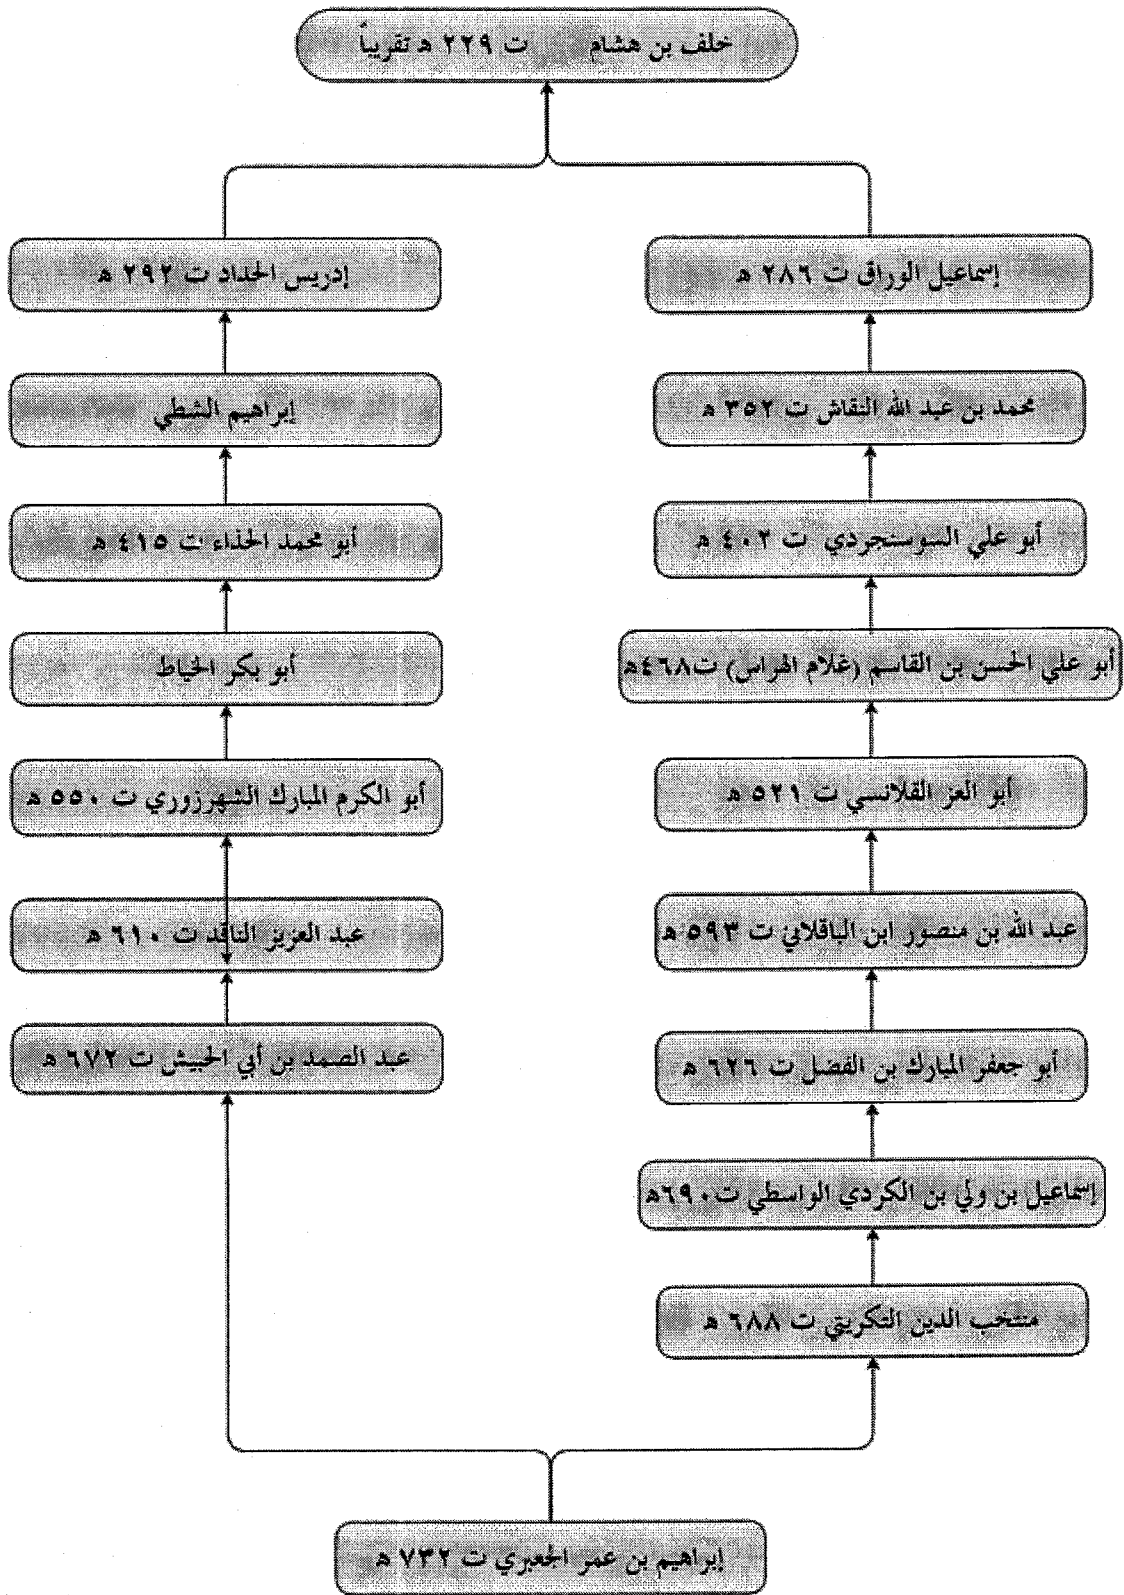 خلف بن هشام ت ٢٢٩ هـ تقريباً
إسماعيل الوراق ت ٢٨٦ هـ
محمد بن عبد الله النقاش ت ٣٥٢ هـ
أبو علي السوسنجردي ت ٤٠٢ هـ
أبو علي الحسن بن القاسم (غلام الهراس) ت ٤٦٨هـ
أبو العز القلانسي ت ٥٢١ هـ
عبد الله بن منصور ابن الباقلاني ت ٥٩٣ هـ
أبو جعفر المبارك بن الفضل ت ٦٢٦ هـ
إسماعيل بن ولي بن الكردي الواسطي ت ٦٩٠هـ
منتخب الدين التكريتي ت ٦٨٨ هـ
إدريس الحداد ت ٢٩٢ هـ
إبراهيم الشطي
أبو محمد الحذاء ت ٤١٥ هـ
أبو بكر الخياط
أبو الكرم المبارك الشهرزوري ت ٥٥٠ هـ
عبد العزيز الناقد ت ٦١٠ هـ
عبد الصمد بن أبي الجيش ت ٦٧٢ هـ
إبراهيم بن عمر الجعبري ت ٧٣٢ هـ